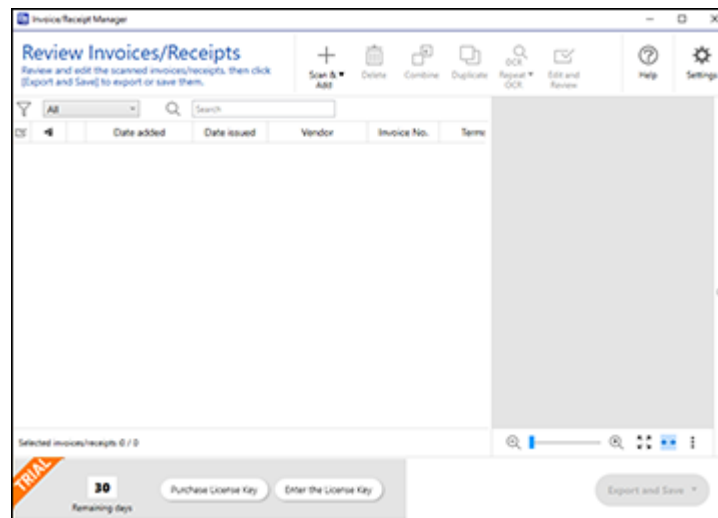 Invoice/Receipt Manager
Review Invoices/Receipts
Review and edit the scanned invoices/receipts, then click
[Export and Save] to export or save them.
Scan & ▼
Add
Delete
Combine
Duplicate
OCR
Repeat ▼
OCR
Edit and
Review
Help
Settings
All
Search
Date added
Date issued
Vendor
Invoice No.
Terms
Selected invoices/receipts 0 / 0
TRIAL
30
Remaining days
Purchase License Key
Enter the License Key
Export and Save ▼